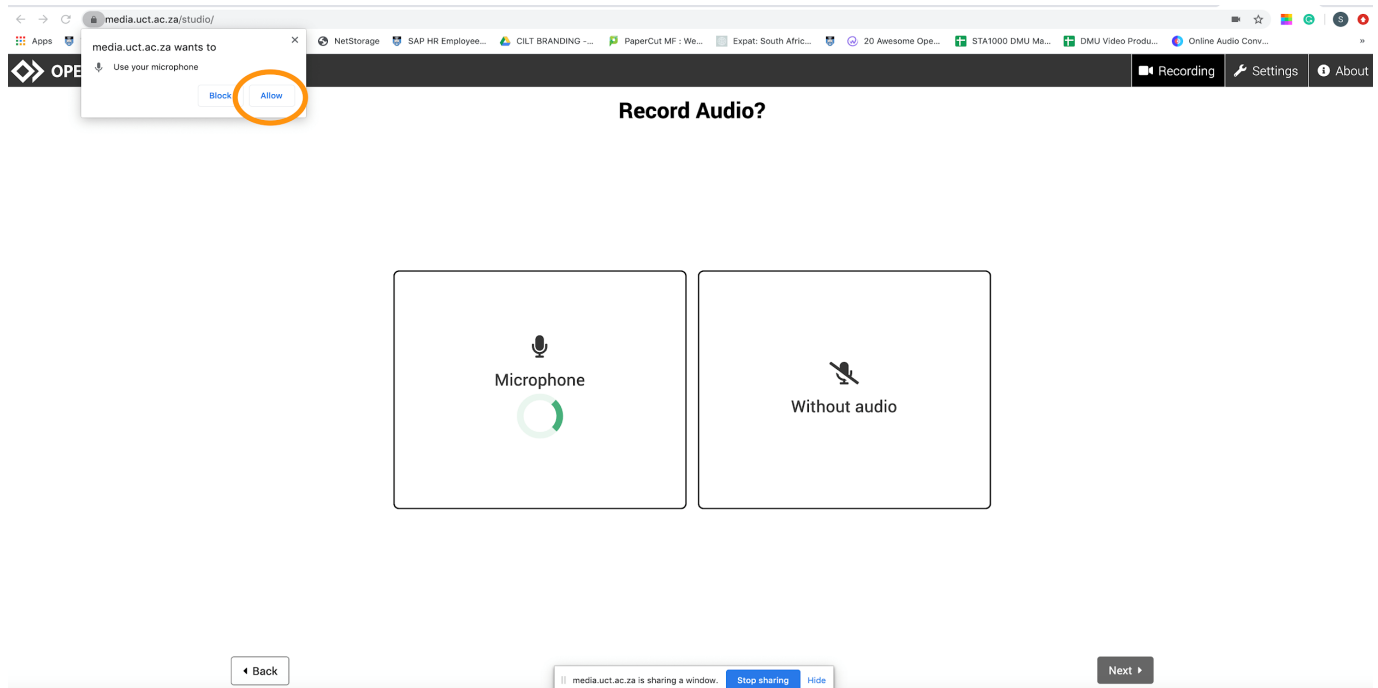 media.uct.ac.za/studio/
Apps
NetStorage
SAP HR Employee...
CILT BRANDING -...
PaperCut MF : We...
Expat: South Afric...
20 Awesome Ope...
STA1000 DMU Ma...
DMU Video Produ...
Online Audio Conv...
»
media.uct.ac.za wants to
Use your microphone
Block
Allow
OPE
Recording
Settings
About
Record Audio?
Microphone
Without audio
Back
media.uct.ac.za is sharing a window.
Stop sharing
Hide
Next